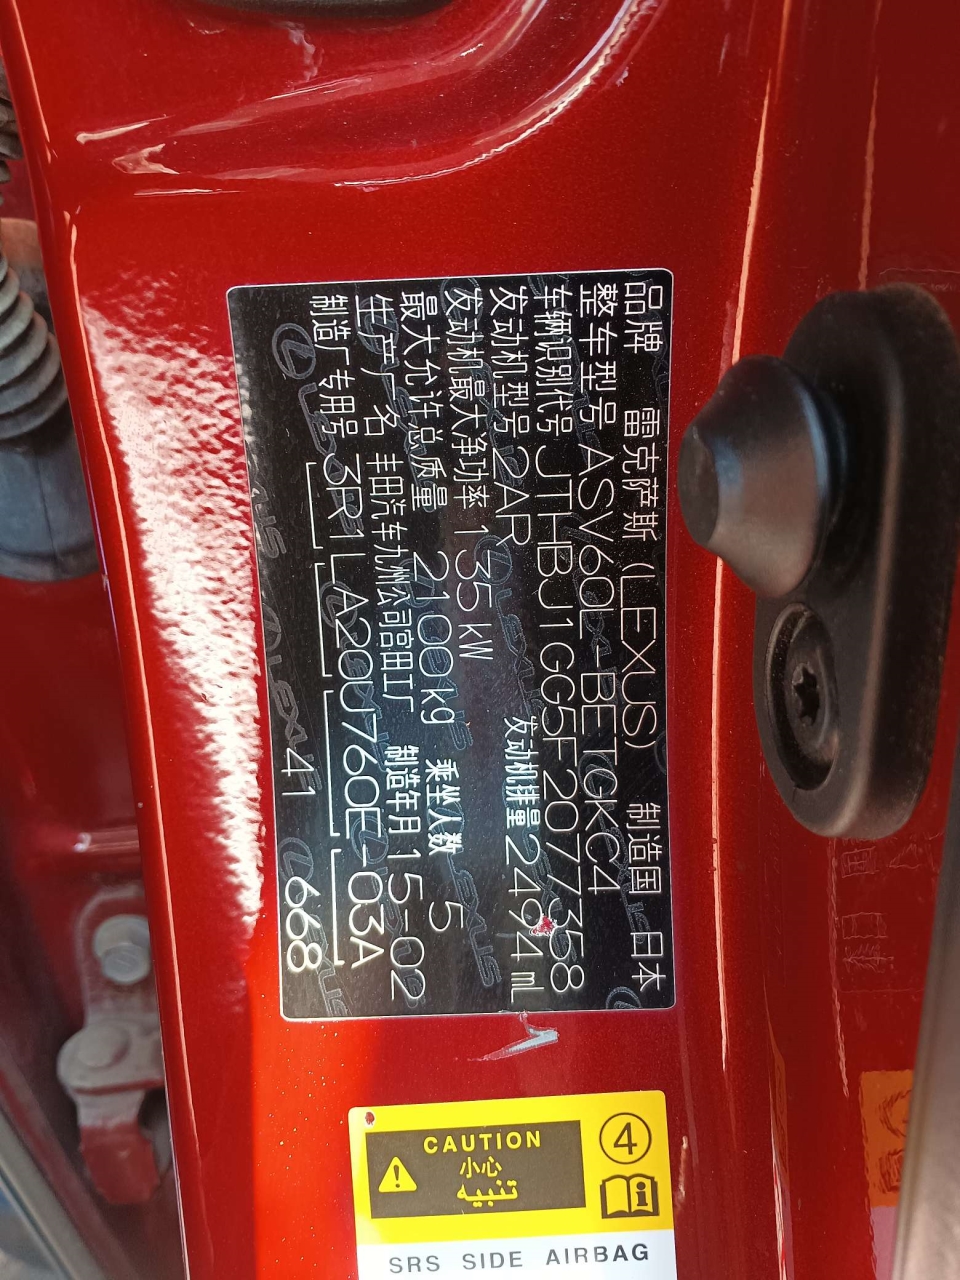 品牌 雷克萨斯 (LEXUS) 制造国 日本
整车型号 ASV60L-BETGKC4
车辆识别代号 JTHBJ1GG5F2077358
发动机型号 2AR 发动机排量 2494 mL
发动机最大净功率 135 kW
最大允许总质量 2100 kg 乘坐人数 5
生产厂名 丰田汽车九州公司宫田工厂 制造年月 15-02
制造厂专用号 3R1 LA20 U760E-03A
41 668
CAUTION
小心
تنبيه
4
SRS SIDE AIRBAG